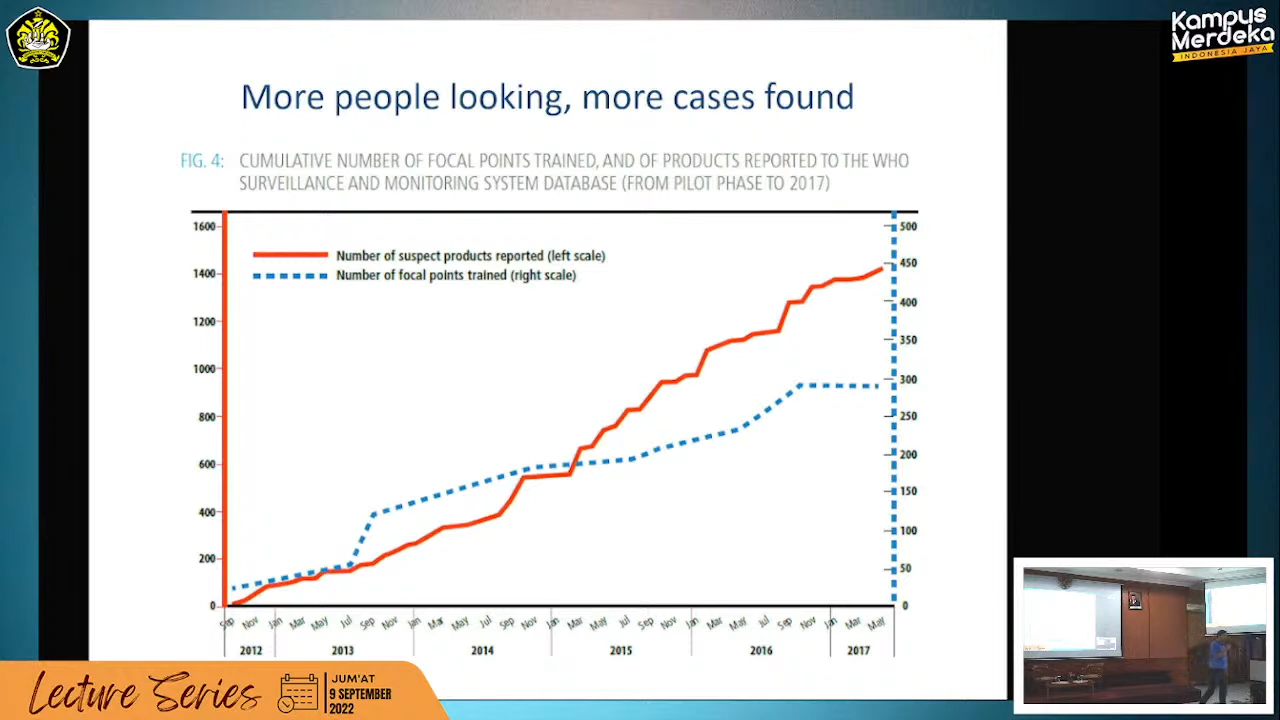 Kampus
Merdeka
INDONESIA JAYA
More people looking, more cases found
FIG. 4: CUMULATIVE NUMBER OF FOCAL POINTS TRAINED, AND OF PRODUCTS REPORTED TO THE WHO
SURVEILLANCE AND MONITORING SYSTEM DATABASE (FROM PILOT PHASE TO 2017)
Number of suspect products reported (left scale)
Number of focal points trained (right scale)
1600
1400
1200
1000
800
600
400
200
0
500
450
400
350
300
250
200
150
100
50
0
Sep Nov Jan Mar May Jul Sep Nov Jan Mar May Jul Sep Nov Jan Mar May Jul Sep Nov Jan Mar May Jul Sep Nov Jan Mar May
2012 2013 2014 2015 2016 2017
Lecture Series
JUM'AT
9 SEPTEMBER
2022